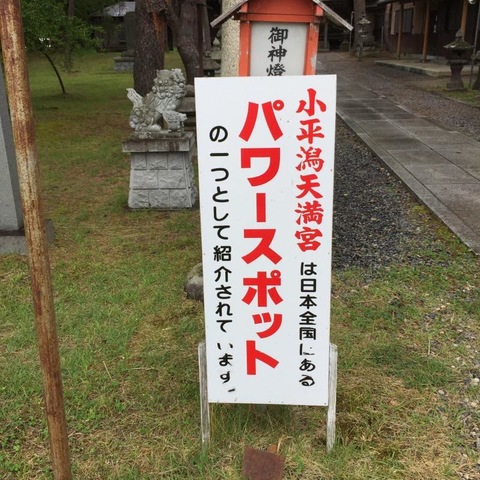 御神燈
小平潟天満宮は日本全国にある
パワースポット
の一つとして紹介されています。